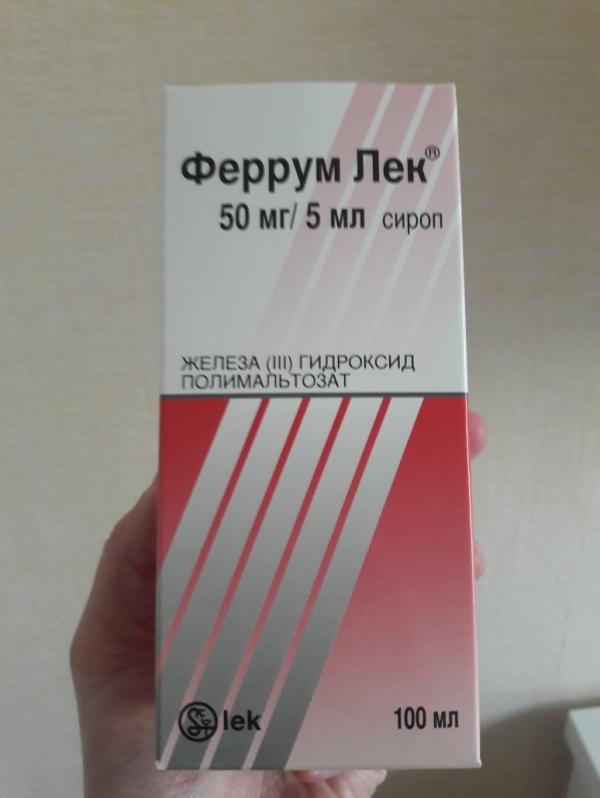 Феррум Лек®
50 мг/ 5 мл сироп
ЖЕЛЕЗА (III) ГИДРОКСИД
ПОЛИМАЛЬТОЗАТ
lek
100 мл